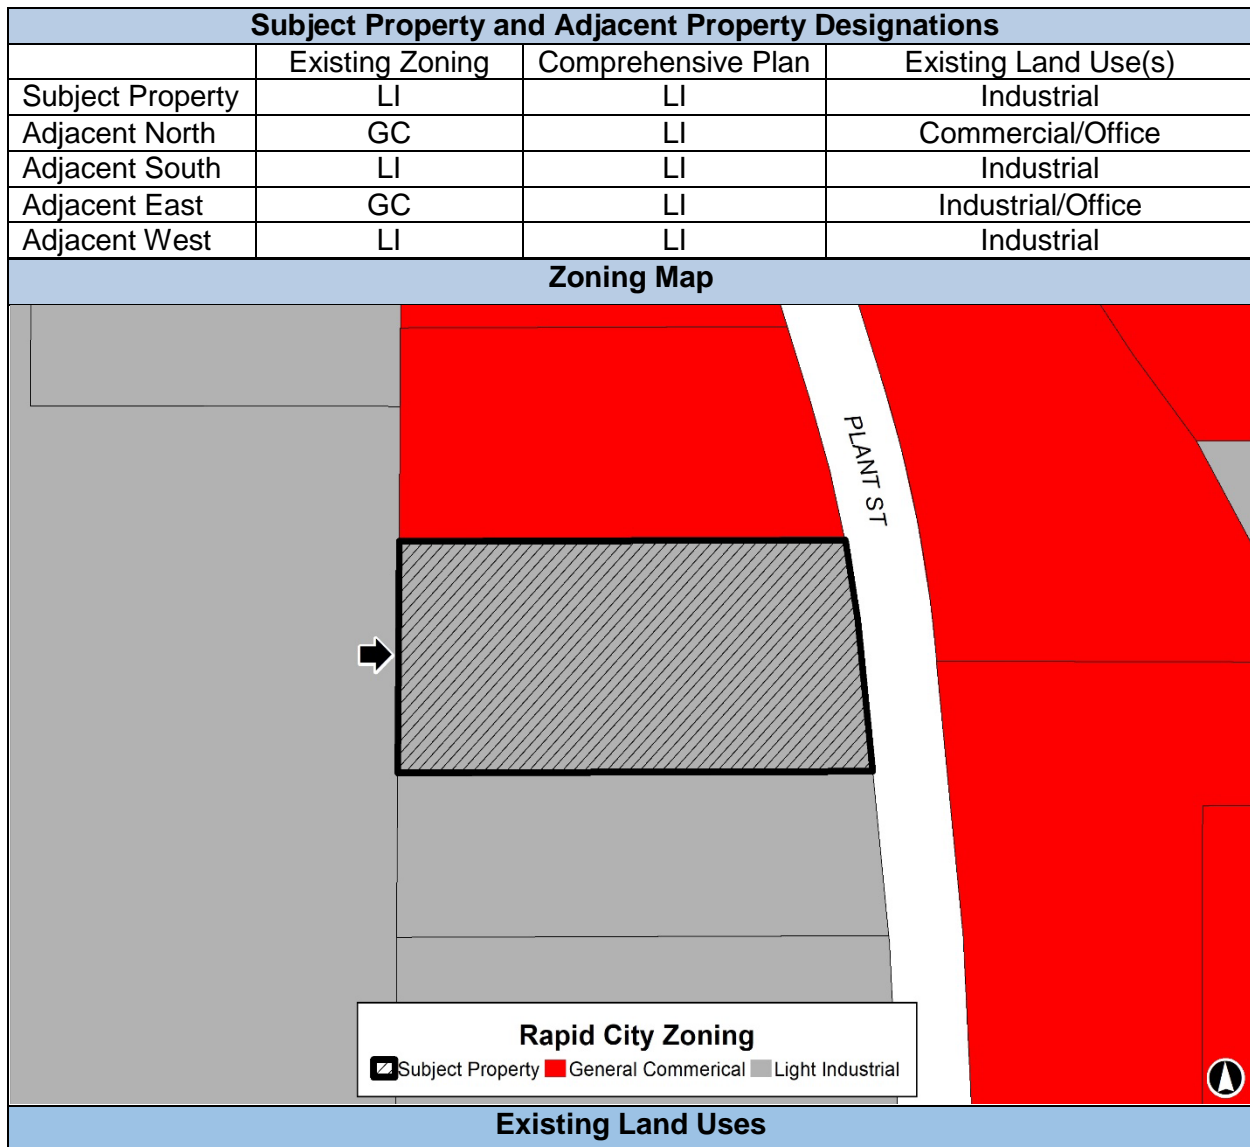 Subject Property and Adjacent Property Designations
Existing Zoning Comprehensive Plan Existing Land Use(s)
Subject Property LI LI Industrial
Adjacent North GC LI Commercial/Office
Adjacent South LI LI Industrial
Adjacent East GC LI Industrial/Office
Adjacent West LI LI Industrial
Zoning Map
PLANT ST
Rapid City Zoning
Subject Property General Commerical Light Industrial
Existing Land Uses